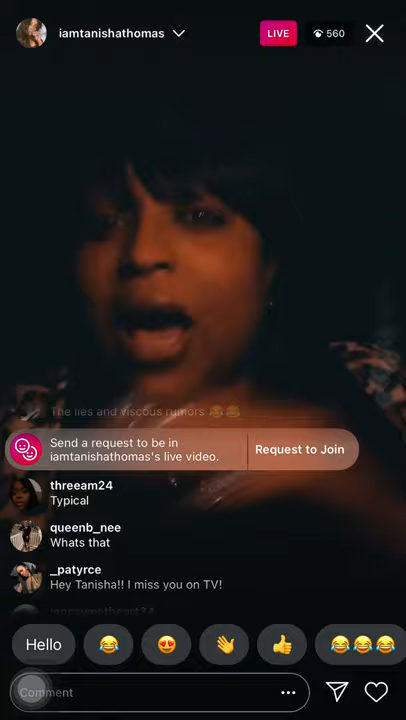 iamtanishathomas
LIVE
560
The lies and viscous rumors 😂😂
Send a request to be in
iamtanishathomas's live video.
Request to Join
threeam24
Typical
queenb_nee
Whats that
_patyrce
Hey Tanisha!! I miss you on TV!
Hello
Comment